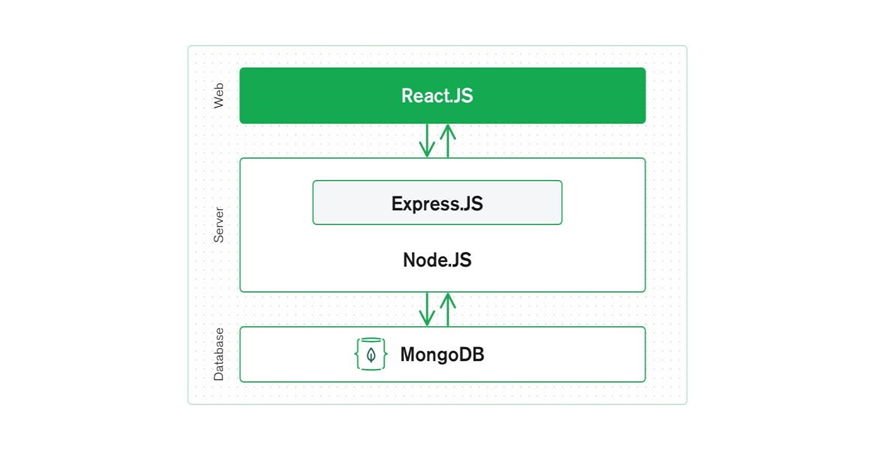 Web
React.JS
Server
Express.JS
Node.JS
Database
MongoDB